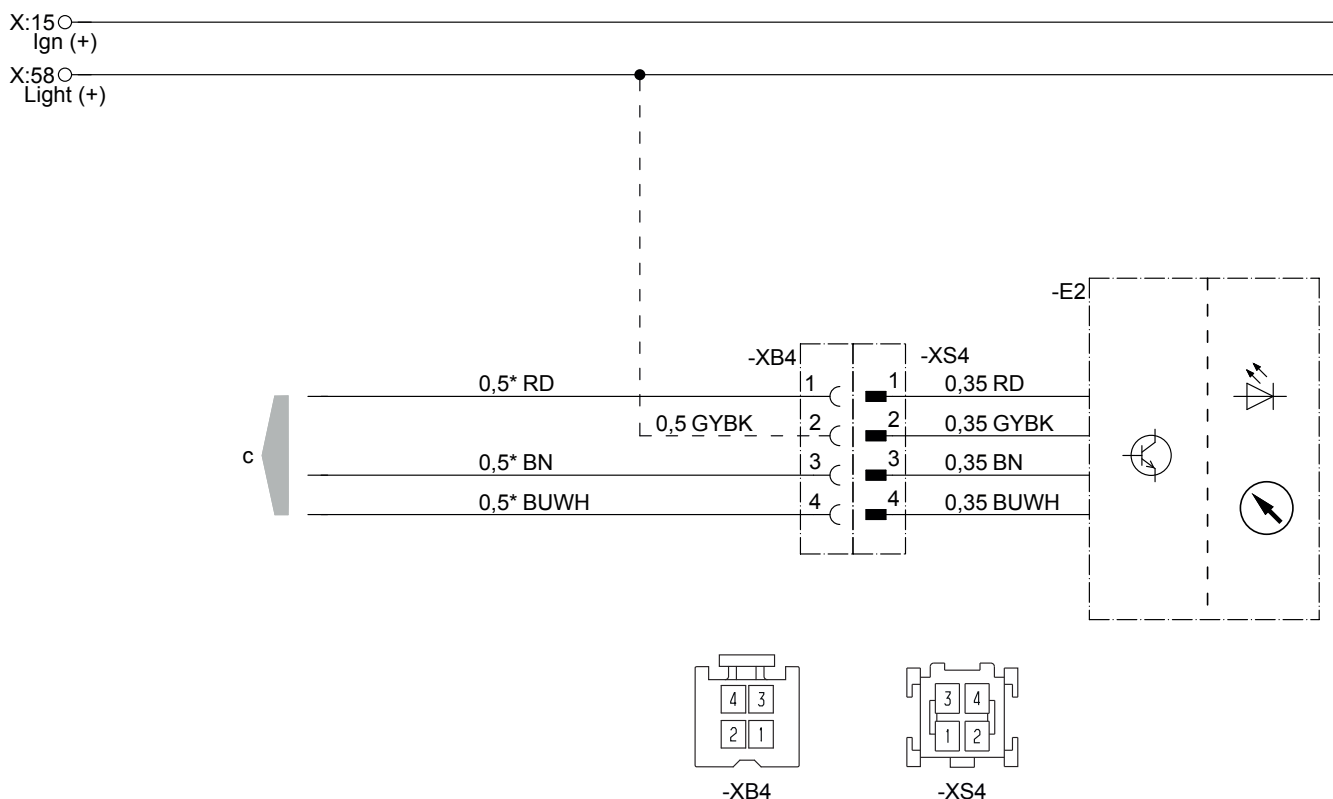 X:15
Ign (+)
X:58
Light (+)
-E2
-XB4 -XS4
0,5* RD 1 1 0,35 RD
0,5 GYBK 2 2 0,35 GYBK
c
0,5* BN 3 3 0,35 BN
0,5* BUWH 4 4 0,35 BUWH
4 3 3 4
2 1 1 2
-XB4 -XS4